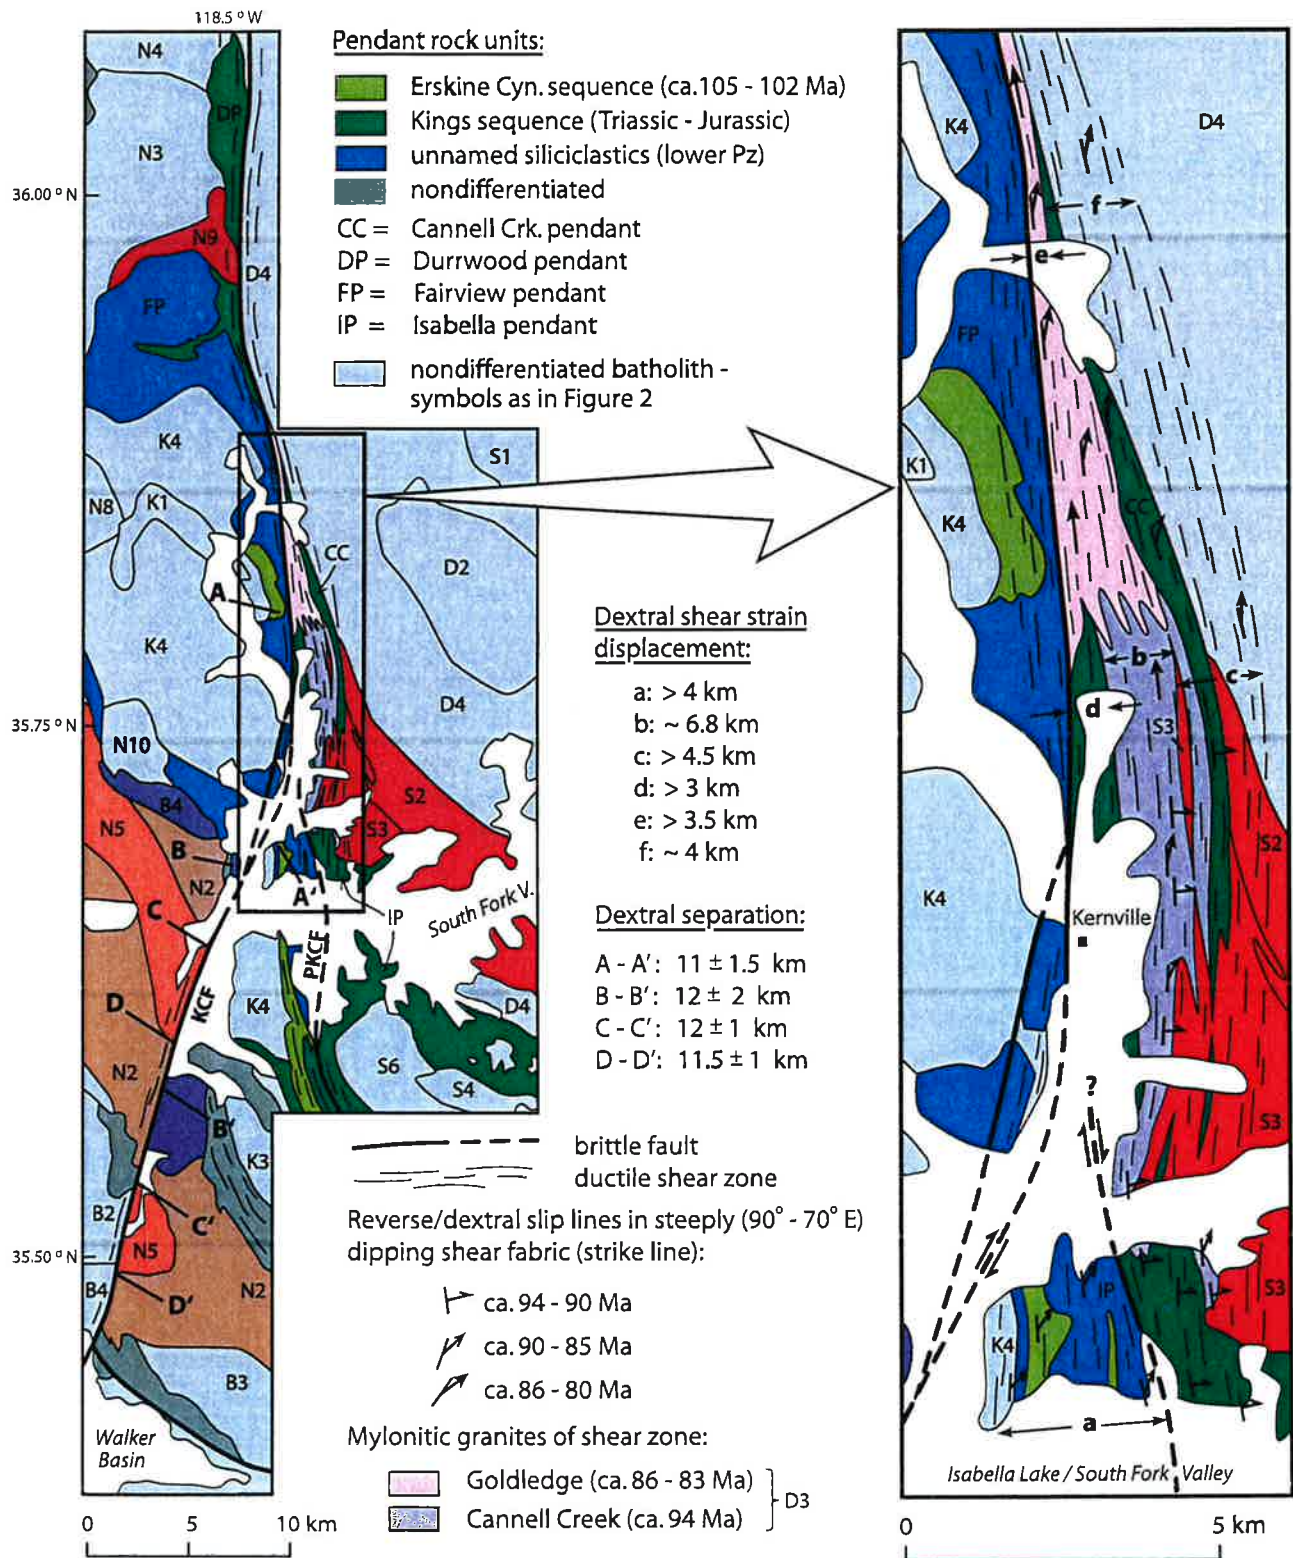 118.5 ° W
Pendant rock units:
Erskine Cyn. sequence (ca.105 - 102 Ma)
Kings sequence (Triassic - Jurassic)
unnamed siliciclastics (lower Pz)
nondifferentiated
CC = Cannell Crk. pendant
DP = Durrwood pendant
FP = Fairview pendant
IP = Isabella pendant
nondifferentiated batholith -
symbols as in Figure 2
N4
DP
N3
36.00 ° N
N9
D4
FP
K4
S1
N8
K1
CC
D2
A
K4
D4
35.75 ° N
N10
B4
N5
S2
S3
B
N2
A'
C
IP
South Fork V.
PKCF
KCF
K4
D
D4
N2
S6
S4
B'
K3
B2
C'
N5
35.50 ° N
B4
N2
D'
B3
Walker
Basin
0 5 10 km
Dextral shear strain
displacement:
a: > 4 km
b: ~ 6.8 km
c: > 4.5 km
d: > 3 km
e: > 3.5 km
f: ~ 4 km
Dextral separation:
A - A': 11 ± 1.5 km
B - B': 12 ± 2 km
C - C': 12 ± 1 km
D - D': 11.5 ± 1 km
brittle fault
ductile shear zone
Reverse/dextral slip lines in steeply (90° - 70° E)
dipping shear fabric (strike line):
ca. 94 - 90 Ma
ca. 90 - 85 Ma
ca. 86 - 80 Ma
Mylonitic granites of shear zone:
Goldledge (ca. 86 - 83 Ma)
Cannell Creek (ca. 94 Ma)
D3
K4
D4
f
e
FP
K1
K4
CC
b
c
d
S3
S2
K4
Kernville
?
S3
IP
S3
K4
a
Isabella Lake / South Fork Valley
0 5 km